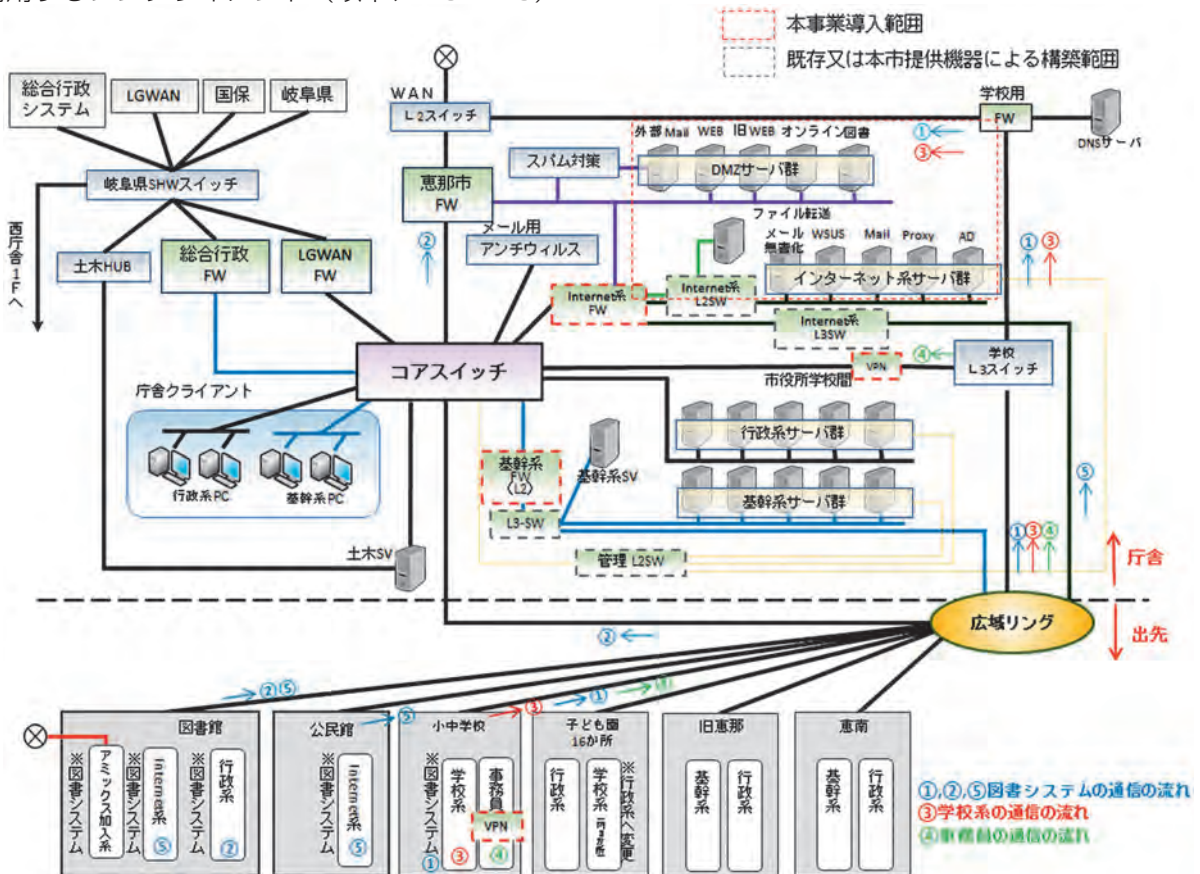 本事業導入範囲
既存又は本市提供機器による構築範囲
総合行政
システム
LGWAN
国保
岐阜県
WAN
L2スイッチ
学校用
FW
DNSサーバ
外部Mail WEB 旧WEB オンライン図書
①
③
DMZサーバ群
スパム対策
岐阜県SHWスイッチ
恵那市
FW
西庁舎1Fへ
土木HUB
総合行政
FW
LGWAN
FW
②
メール用
アンチウィルス
ファイル転送
メール
無害化
WSUS Mail Proxy AD
インターネット系サーバ群
① ③
Internet系
FW
Internet系
L2SW
Internet系
L3SW
コアスイッチ
市役所学校間
VPN
④
学校
L3スイッチ
庁舎クライアント
行政系PC
基幹系PC
行政系サーバ群
基幹系
FW
(L2)
基幹系SV
基幹系サーバ群
L3-SW
⑤
土木SV
管理 L2SW
① ③ ④
庁舎
広域リング
出先
②
②⑤
⑤
③
①
図書館
※図書システム
アミックス加入系
※図書システム
Internet系
⑤
※図書システム
行政系
②
公民館
※図書システム
Internet系
⑤
小中学校
※図書システム
①
学校系
③
事務員
VPN
④
子ども園
16か所
行政系
学校系
※行政系へ変更
旧恵那
基幹系
行政系
恵南
基幹系
行政系
①,②,⑤図書システムの通信の流れ
③学校系の通信の流れ
④事務員の通信の流れ